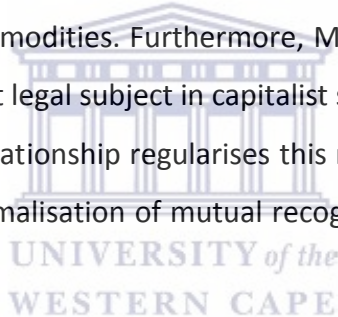 modities. Furthermore, M
legal subject in capitalist s
ationship regularises this
malisation of mutual recog
UNIVERSITY of the
WESTERN CAPE